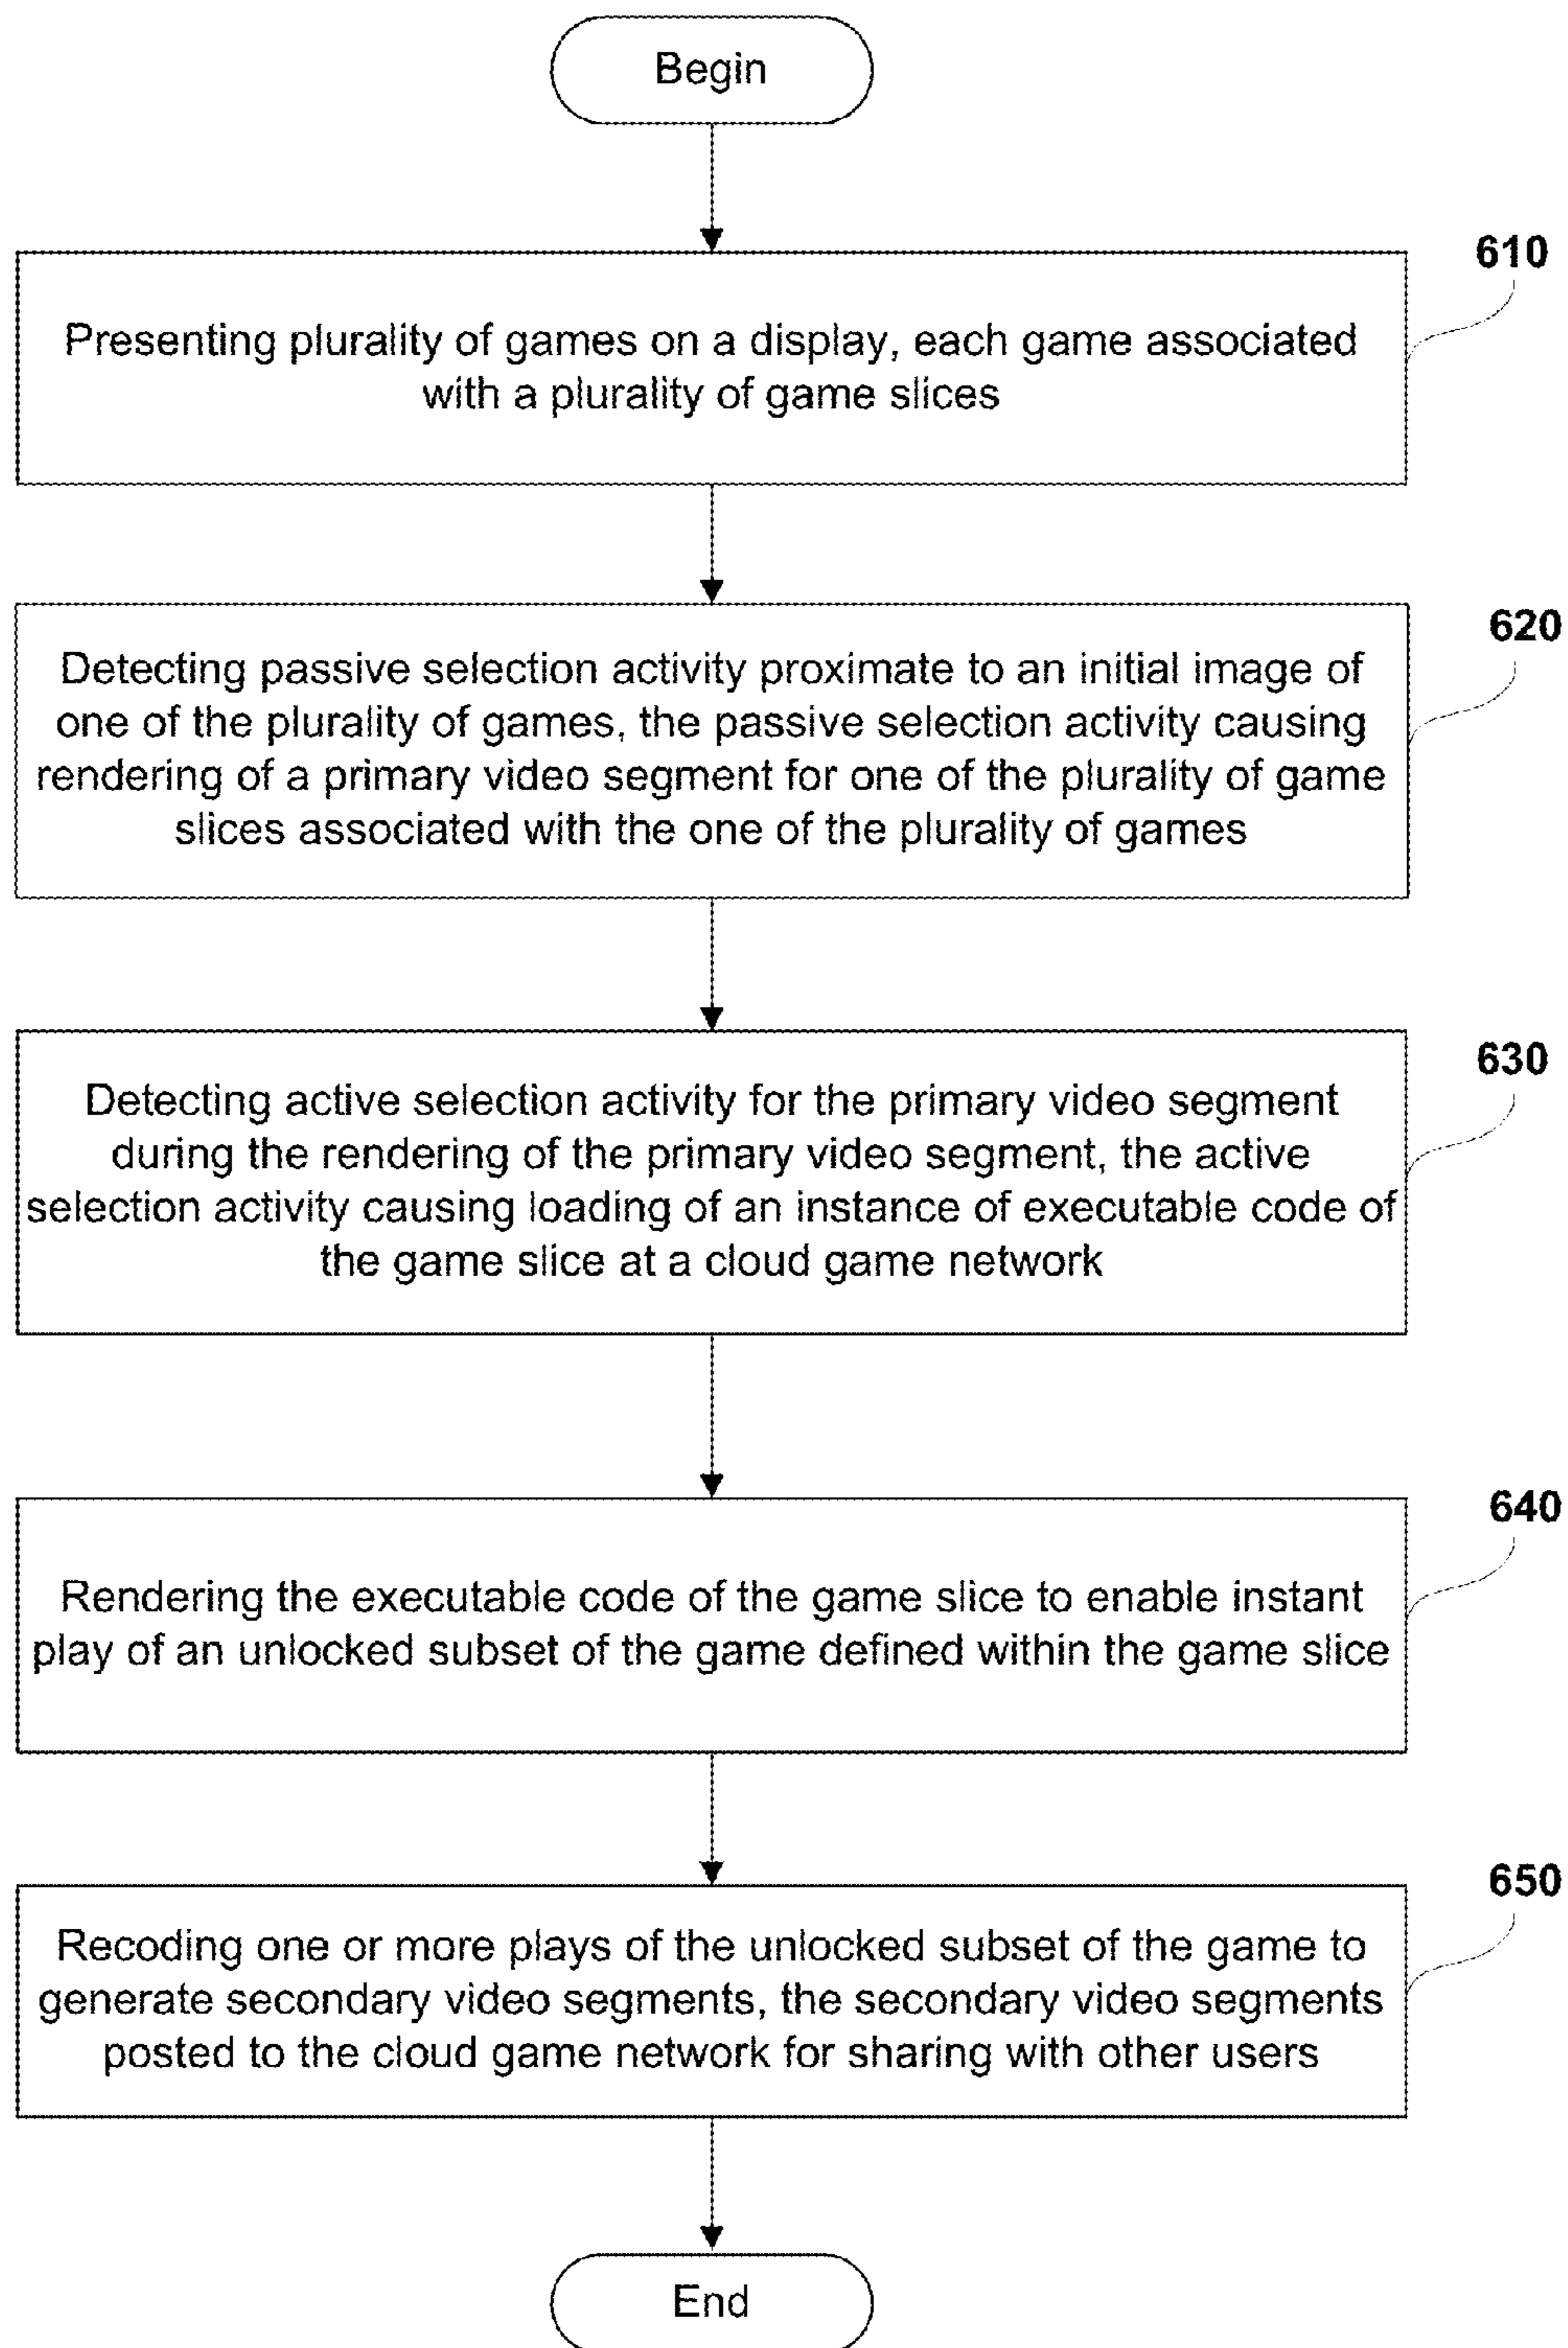 Begin
610
Presenting plurality of games on a display, each game associated
with a plurality of game slices
620
Detecting passive selection activity proximate to an initial image of
one of the plurality of games, the passive selection activity causing
rendering of a primary video segment for one of the plurality of game
slices associated with the one of the plurality of games
630
Detecting active selection activity for the primary video segment
during the rendering of the primary video segment, the active
selection activity causing loading of an instance of executable code of
the game slice at a cloud game network
640
Rendering the executable code of the game slice to enable instant
play of an unlocked subset of the game defined within the game slice
650
Recoding one or more plays of the unlocked subset of the game to
generate secondary video segments, the secondary video segments
posted to the cloud game network for sharing with other users
End